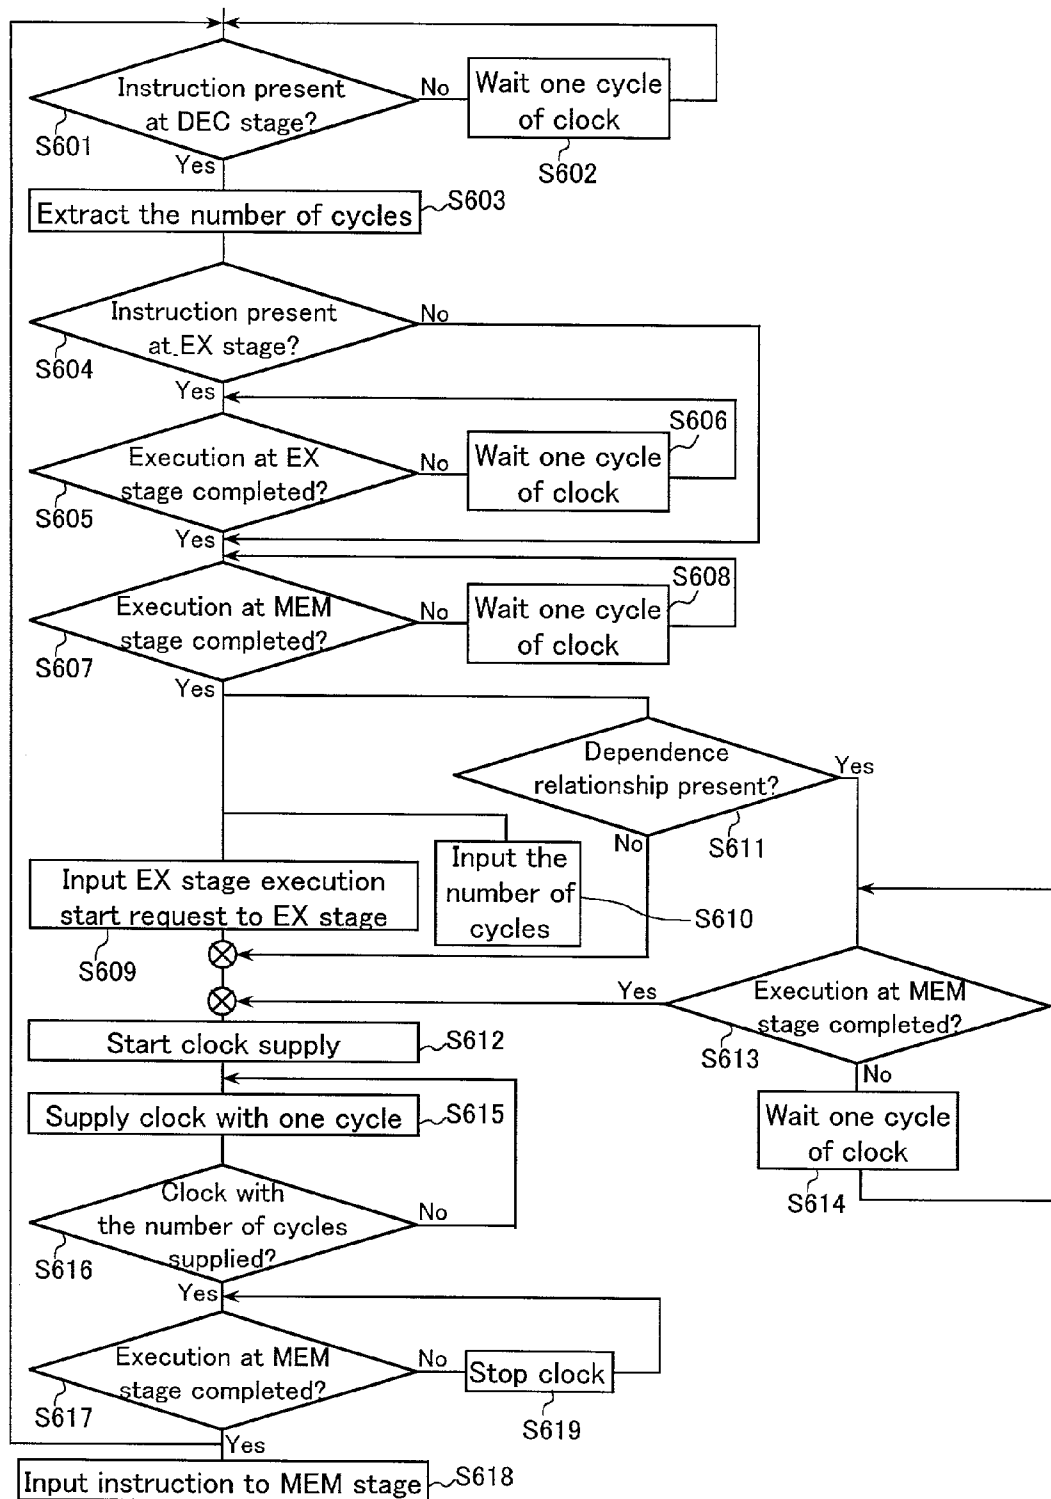 Instruction present
at DEC stage?
S601
No
Yes
Wait one cycle
of clock
S602
Extract the number of cycles
S603
Instruction present
at EX stage?
S604
No
Yes
Execution at EX
stage completed?
S605
No
Yes
Wait one cycle
of clock
S606
Execution at MEM
stage completed?
S607
No
Yes
Wait one cycle
of clock
S608
Dependence
relationship present?
S611
Yes
No
Input EX stage execution
start request to EX stage
S609
Input the
number of
cycles
S610
Execution at MEM
stage completed?
S613
Yes
No
Wait one cycle
of clock
S614
Start clock supply
S612
Supply clock with one cycle
S615
Clock with
the number of cycles
supplied?
S616
No
Yes
Execution at MEM
stage completed?
S617
No
Yes
Stop clock
S619
Input instruction to MEM stage
S618